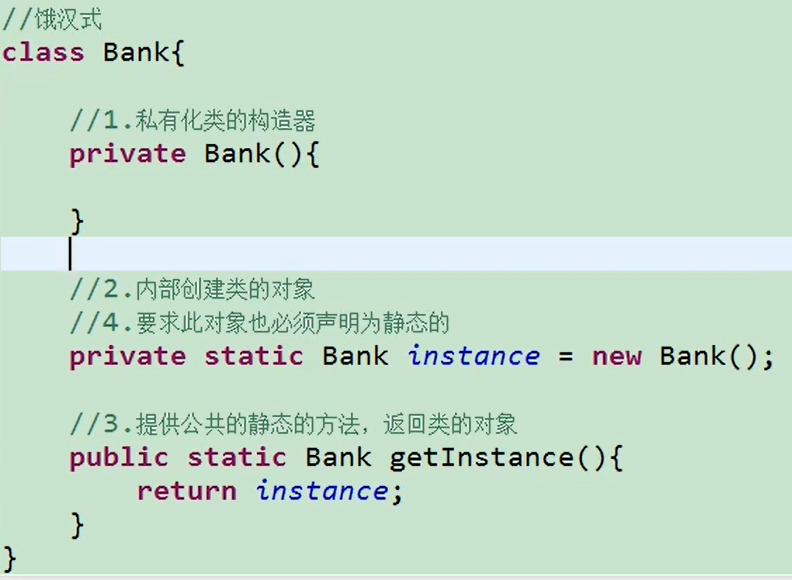 //饿汉式
class Bank{
//1.私有化类的构造器
private Bank(){
}
//2.内部创建类的对象
//4.要求此对象也必须声明为静态的
private static Bank instance = new Bank();
//3.提供公共的静态的方法，返回类的对象
public static Bank getInstance(){
return instance;
}
}